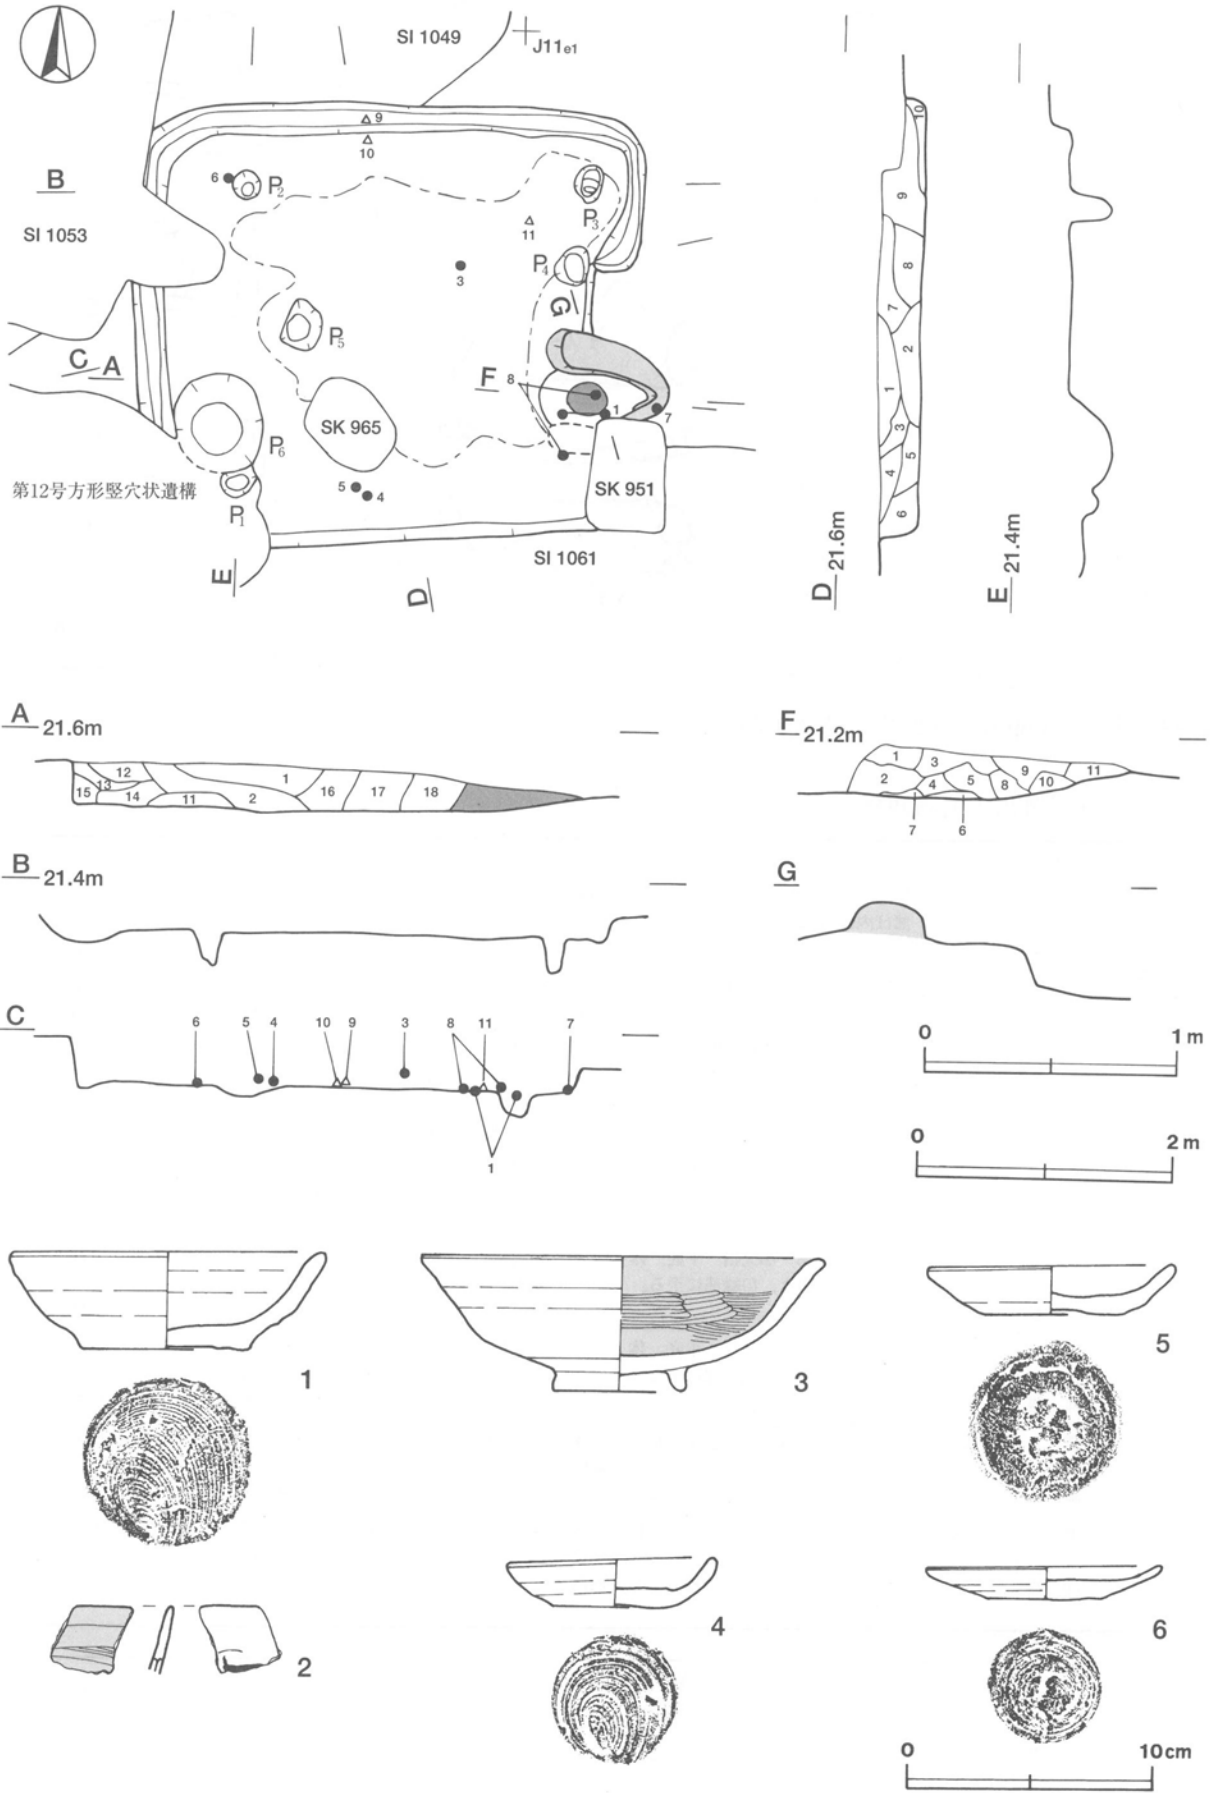 SI 1049
J11e1
9
10
B
6
P2
P3
SI 1053
11
P4
3
G
P5
C A
F 8
1
7
SK 965
P6
第12号方形竪穴状遺構
5
4
SK 951
P1
SI 1061
E
D
10
9
8
7
2
1
3
5
4
6
D 21.6m
E 21.4m
A 21.6m
12
13
15
14
11
1
2
16
17
18
F 21.2m
1
3
2
4
5
9
8
10
11
7
6
B 21.4m
G
C
6
5
4
10
9
3
8
11
7
1
0 1 m
0 2 m
1
3
5
2
4
6
0 10cm